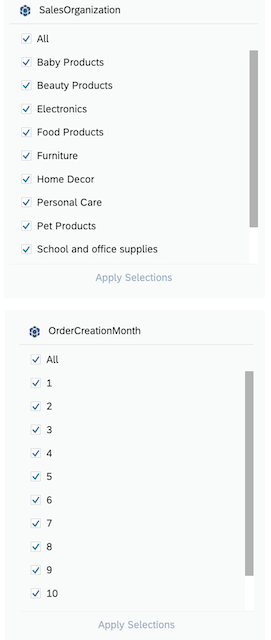 SalesOrganization
All
Baby Products
Beauty Products
Electronics
Food Products
Furniture
Home Decor
Personal Care
Pet Products
School and office supplies
Apply Selections
OrderCreationMonth
All
1
2
3
4
5
6
7
8
9
10
Apply Selections